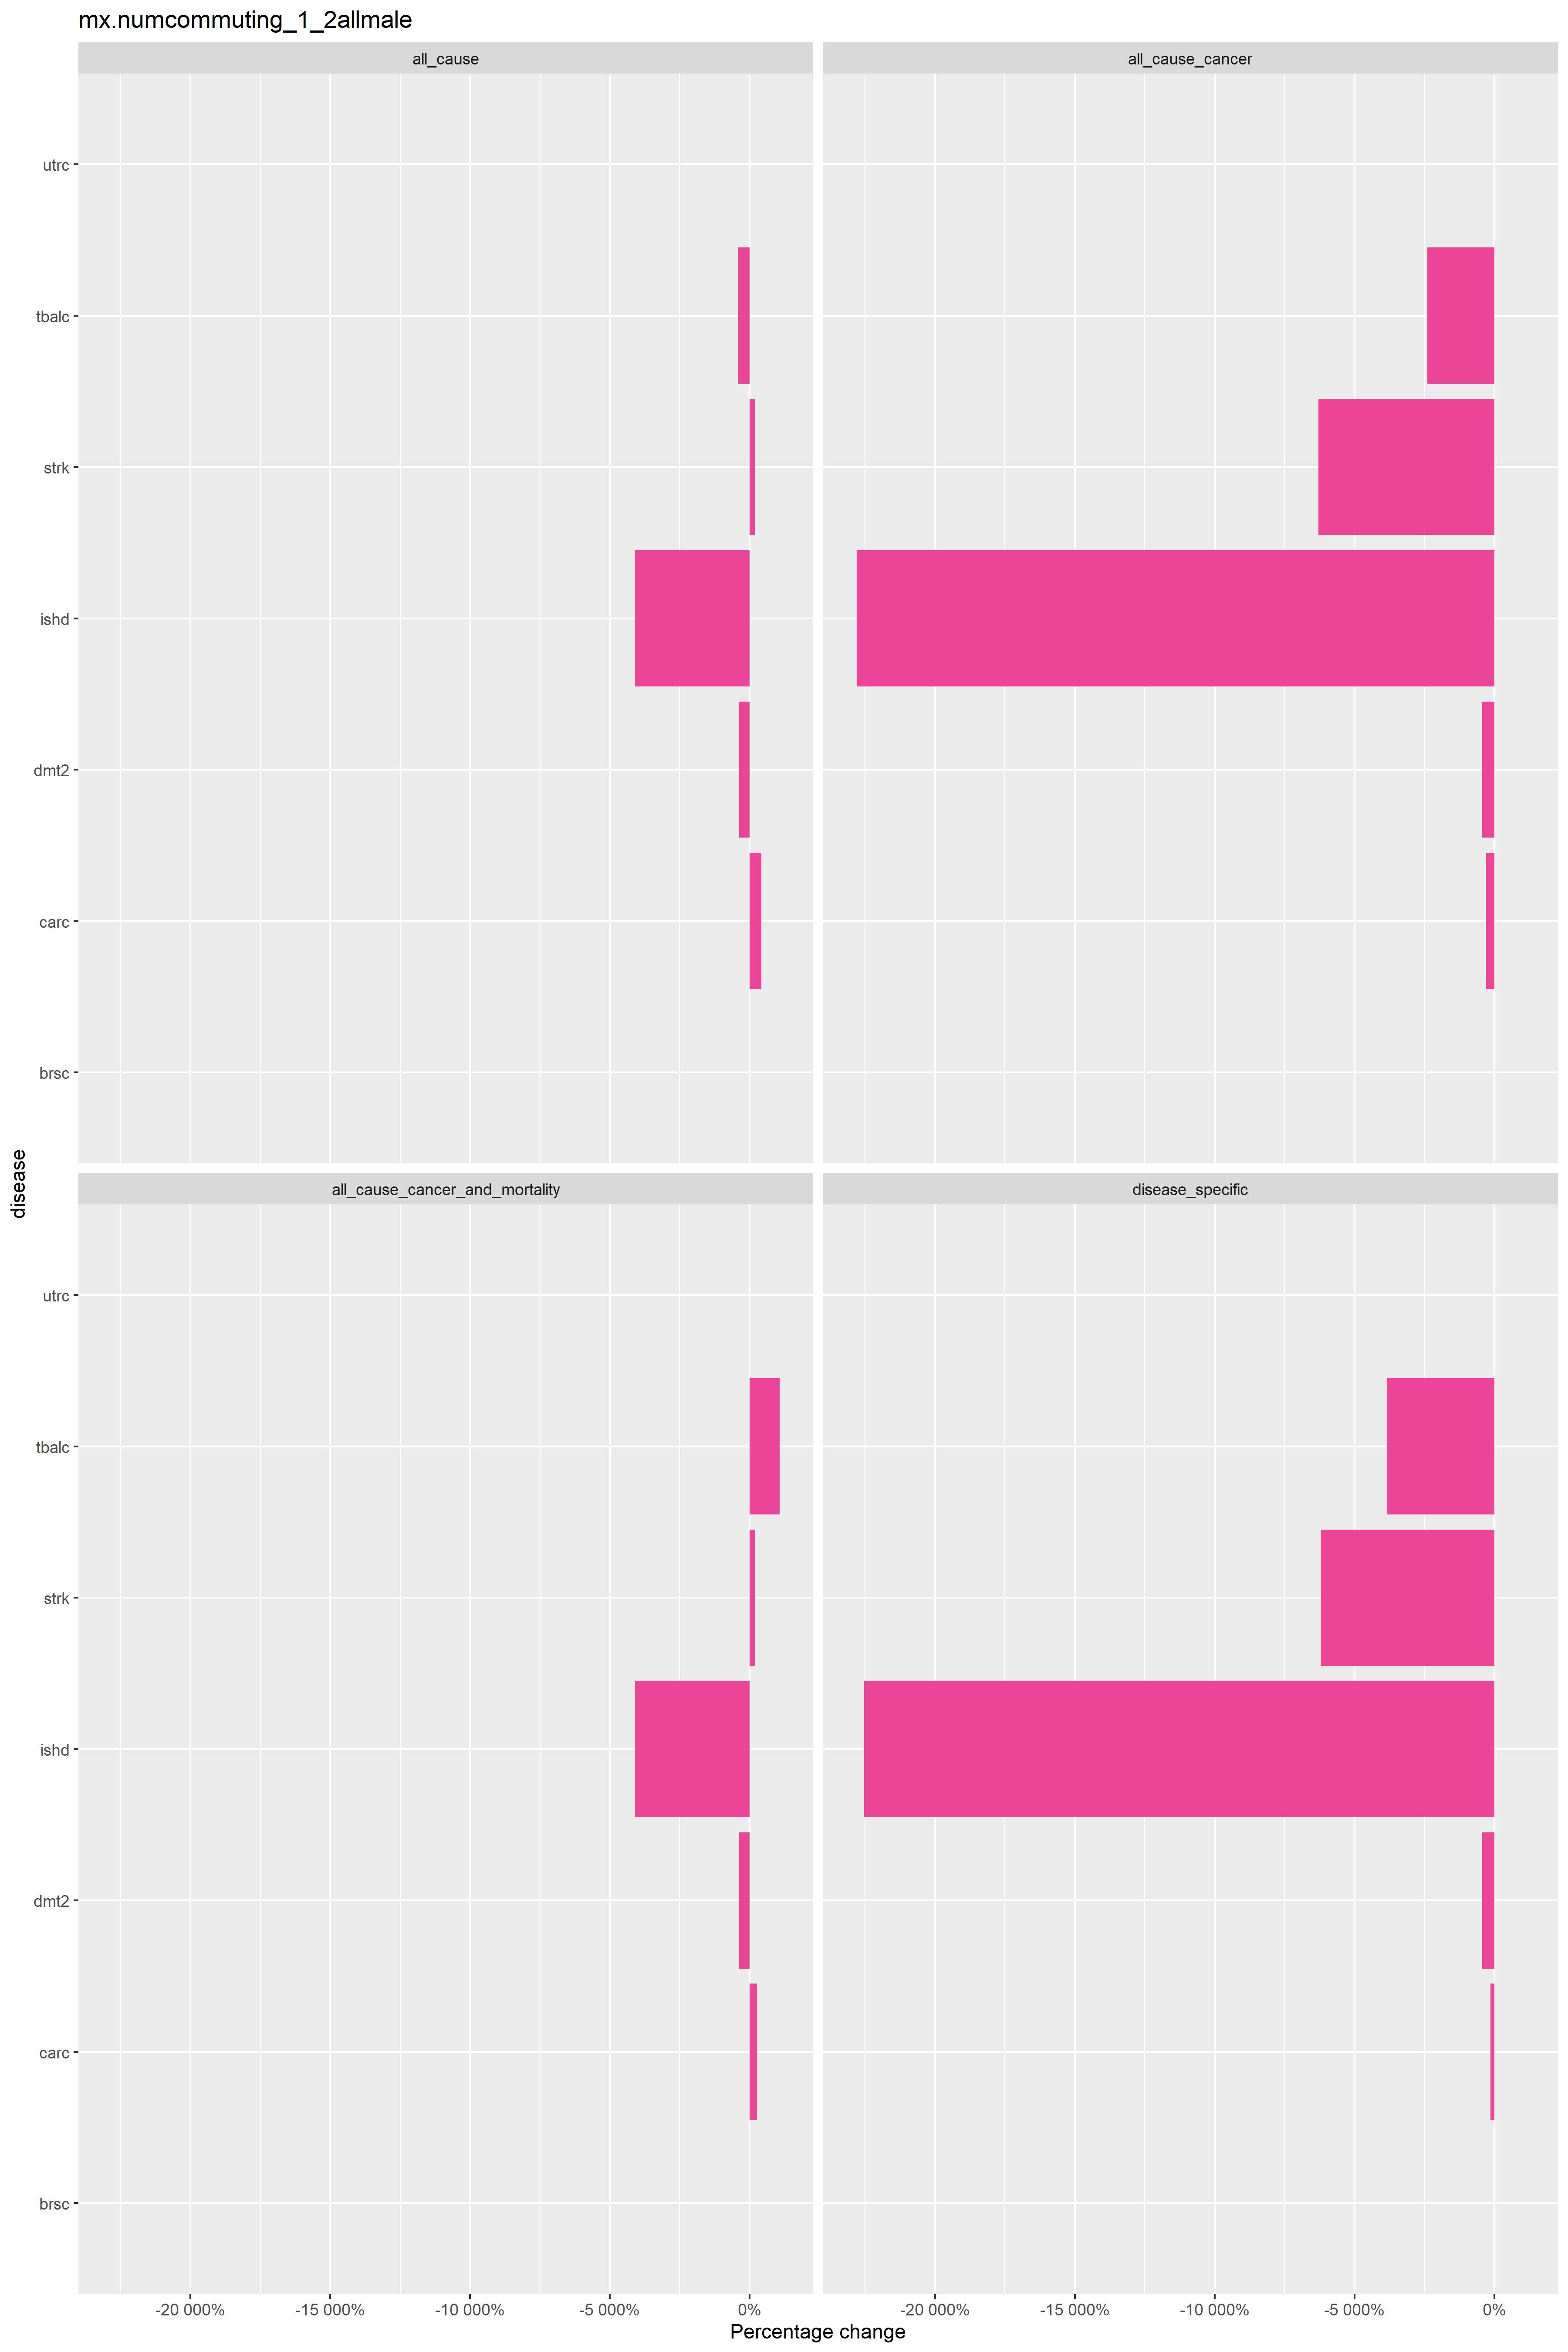 mx.numcommuting_1_2allmale
all_cause
all_cause_cancer
utrc
tbalc
strk
ishd
dmt2
carc
brsc
disease
all_cause_cancer_and_mortality
disease_specific
utrc
tbalc
strk
ishd
dmt2
carc
brsc
-20 000% -15 000% -10 000% -5 000% 0% -20 000% -15 000% -10 000% -5 000% 0%
Percentage change